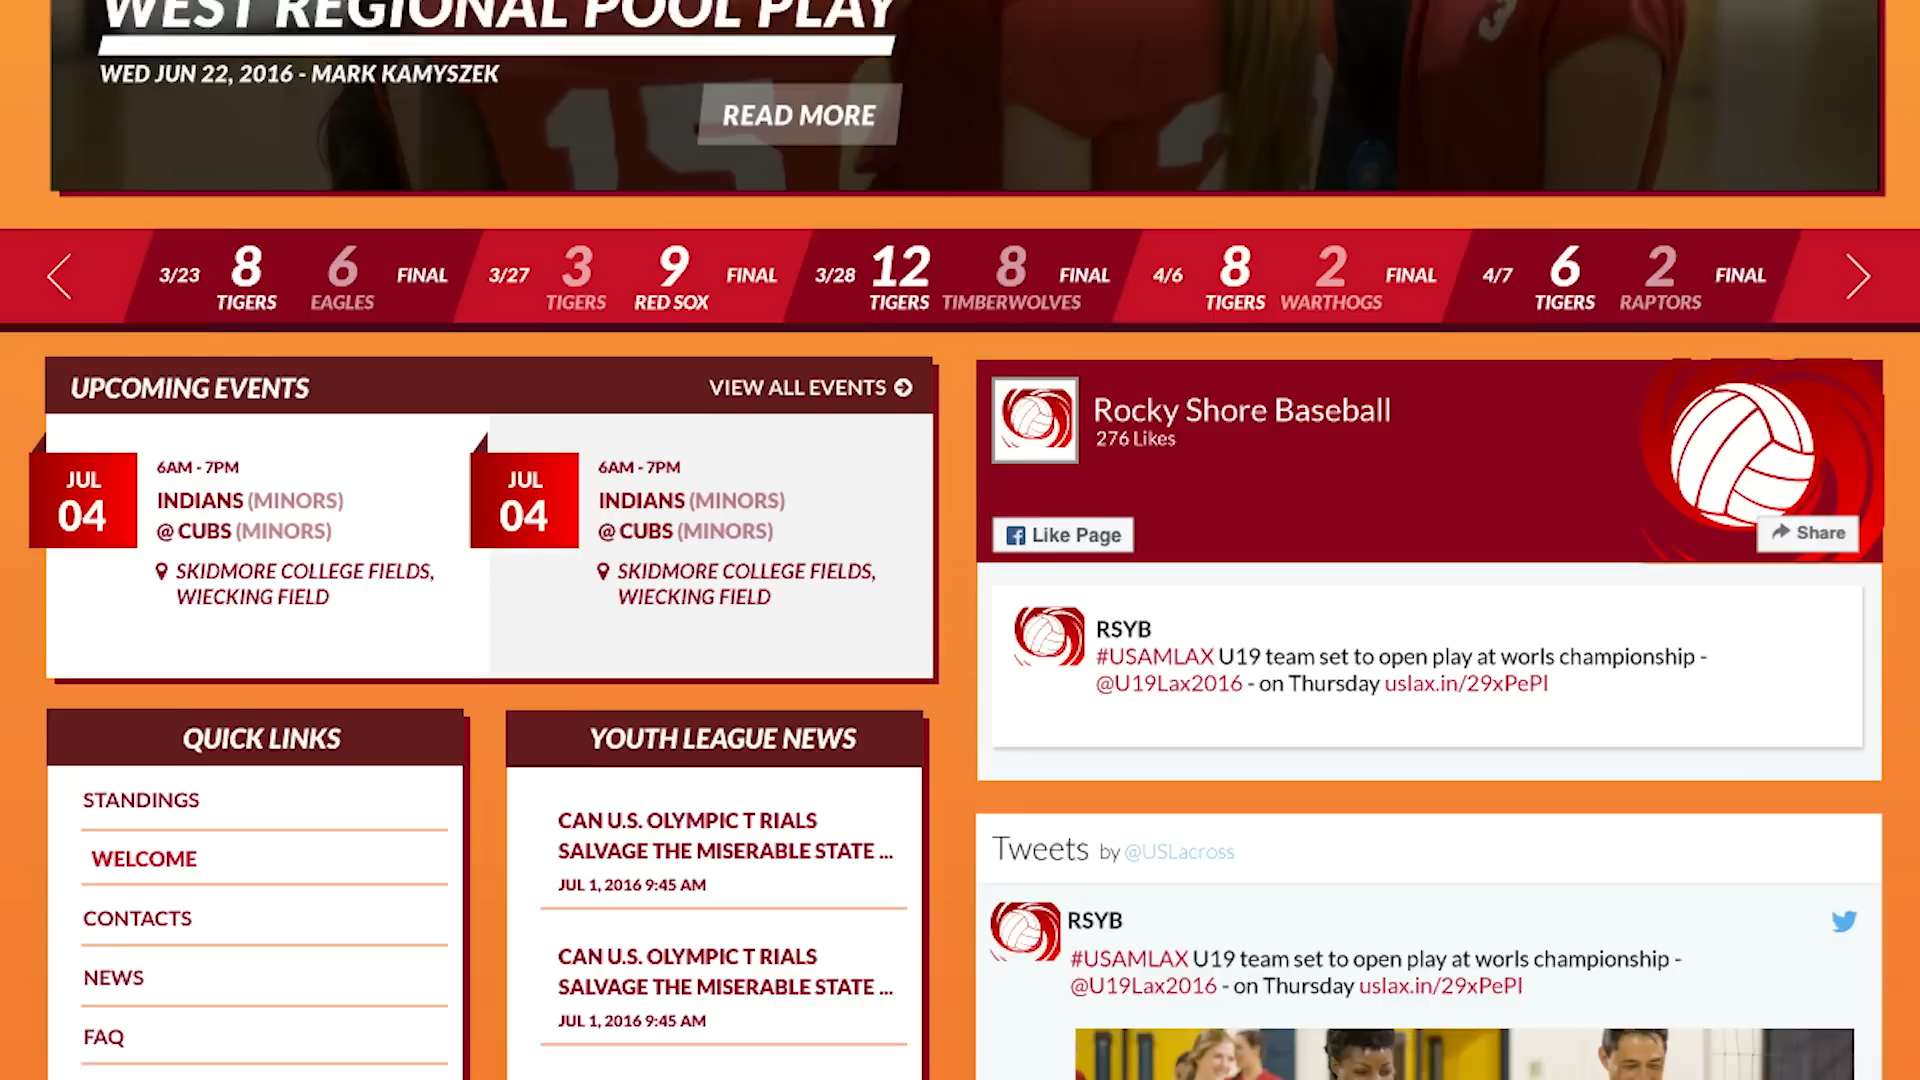 WEST REGIONAL POOL PLAY
WED JUN 22, 2016 - MARK KAMYSZEK
READ MORE
15
2
3
3/23 8 TIGERS 6 EAGLES FINAL
3/27 3 TIGERS 9 RED SOX FINAL
3/28 12 TIGERS 8 TIMBERWOLVES FINAL
4/6 8 TIGERS 2 WARTHOGS FINAL
4/7 6 TIGERS 2 RAPTORS FINAL
UPCOMING EVENTS
VIEW ALL EVENTS
JUL
04
6AM - 7PM
INDIANS (MINORS)
@ CUBS (MINORS)
SKIDMORE COLLEGE FIELDS,
WIECKING FIELD
JUL
04
6AM - 7PM
INDIANS (MINORS)
@ CUBS (MINORS)
SKIDMORE COLLEGE FIELDS,
WIECKING FIELD
Rocky Shore Baseball
276 Likes
Like Page
Share
RSYB
#USAMLAX U19 team set to open play at worls championship -
@U19Lax2016 - on Thursday uslax.in/29xPePl
QUICK LINKS
STANDINGS
WELCOME
CONTACTS
NEWS
FAQ
YOUTH LEAGUE NEWS
CAN U.S. OLYMPIC T RIALS
SALVAGE THE MISERABLE STATE ...
JUL 1, 2016 9:45 AM
CAN U.S. OLYMPIC T RIALS
SALVAGE THE MISERABLE STATE ...
JUL 1, 2016 9:45 AM
Tweets by @USLacross
RSYB
#USAMLAX U19 team set to open play at worls championship -
@U19Lax2016 - on Thursday uslax.in/29xPePl